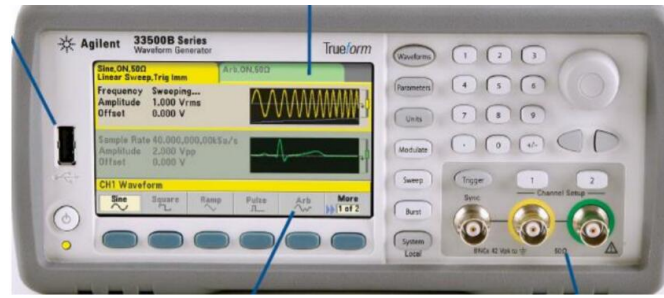 Agilent 33500B Series
Waveform Generator
Trueform
Sine,ON,50Ω
Linear Sweep,Trig Imm
Ark,ON,50Ω
Frequency Sweeping...
Amplitude 1.000 Vrms
Offset 0.000 V
Sample Rate 40.000,000,00kSa/s
Amplitude 2.000 Vpp
Offset 0.000 V
CH1 Waveform
Sine
Square
Ramp
Pulse
Arb
More
1 of 2
Waveforms
Parameters
Units
Modulate
Sweep
Burst
System
Local
1 2 3
4 5 6
7 8 9
. 0 +/-
Trigger
1
2
Channel Setup
Sync
50Ω